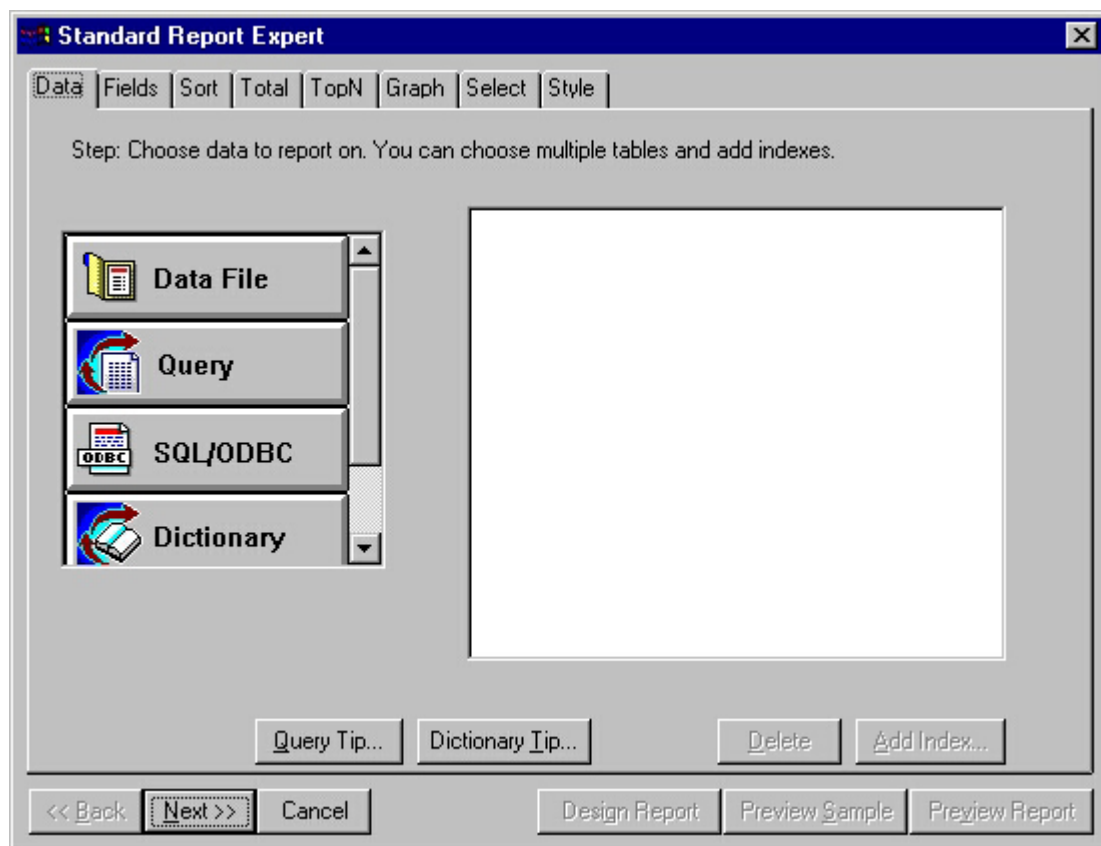 Standard Report Expert
Data Fields Sort Total TopN Graph Select Style
Step: Choose data to report on. You can choose multiple tables and add indexes.
Data File
Query
ODBC SQL/ODBC
Dictionary
Query Tip... Dictionary Tip... Delete Add Index...
<< Back Next >> Cancel Design Report Preview Sample Preview Report